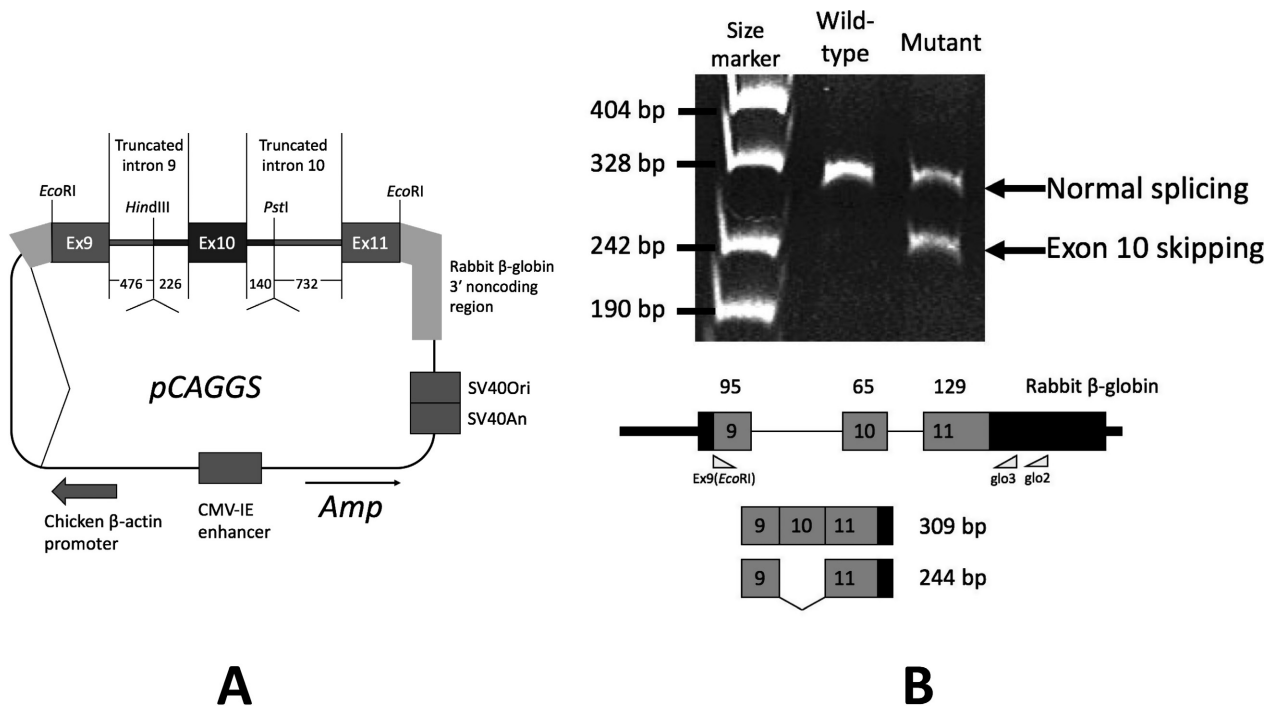 Truncated
intron 9
Truncated
intron 10
EcoRI
EcoRI
HindIII
PstI
Ex9
Ex10
Ex11
476
226
140
732
Rabbit β-globin
3′ noncoding
region
pCAGGS
SV40Ori
SV40An
Chicken β-actin
promoter
CMV-IE
enhancer
Amp
A
Size
marker
Wild-
type
Mutant
404 bp
328 bp
242 bp
190 bp
Normal splicing
Exon 10 skipping
95
65
129
Rabbit β-globin
9
10
11
Ex9(EcoRI)
glo3
glo2
9
10
11
309 bp
9
11
244 bp
B